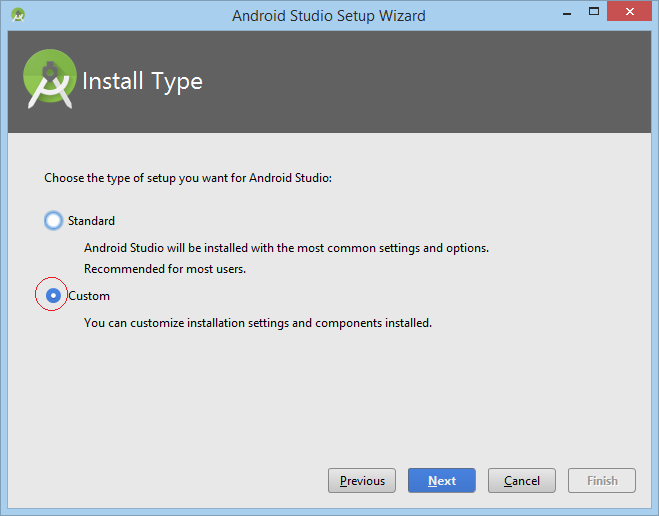 Android Studio Setup Wizard
Install Type
Choose the type of setup you want for Android Studio:
Standard
Android Studio will be installed with the most common settings and options.
Recommended for most users.
Custom
You can customize installation settings and components installed.
Previous Next Cancel Finish